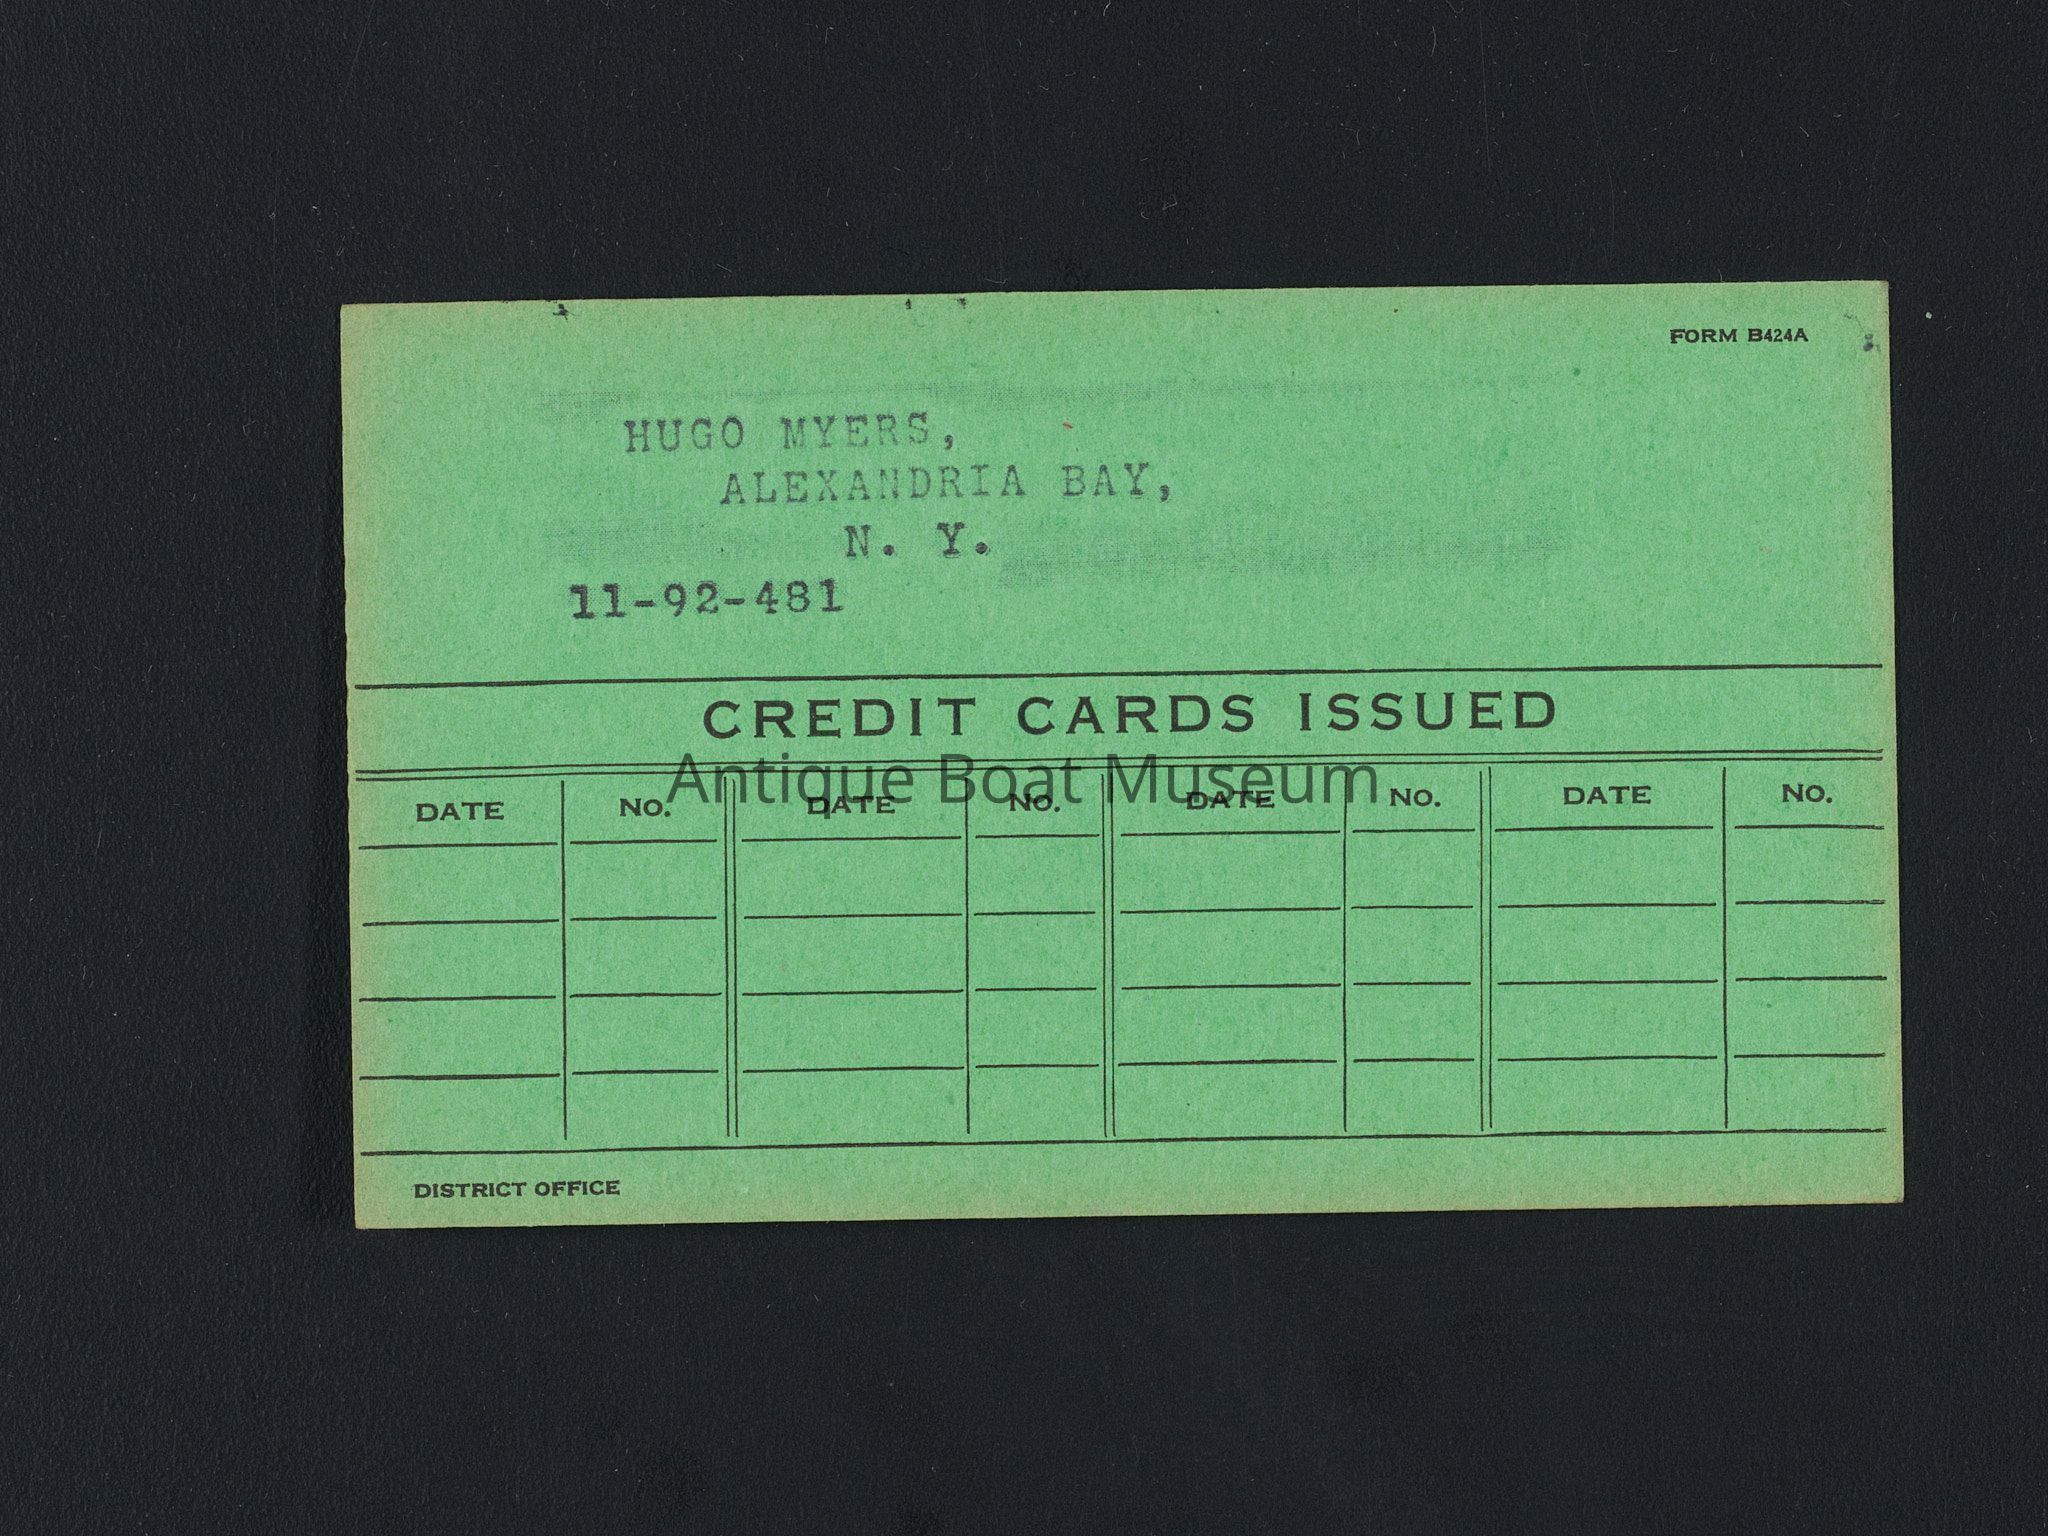 FORM B424A
HUGO MYERS,
ALEXANDRIA BAY,
N. Y.
11-92-481
CREDIT CARDS ISSUED
Antique Boat Museum
DATE NO. DATE NO. DATE NO. DATE NO.
DISTRICT OFFICE